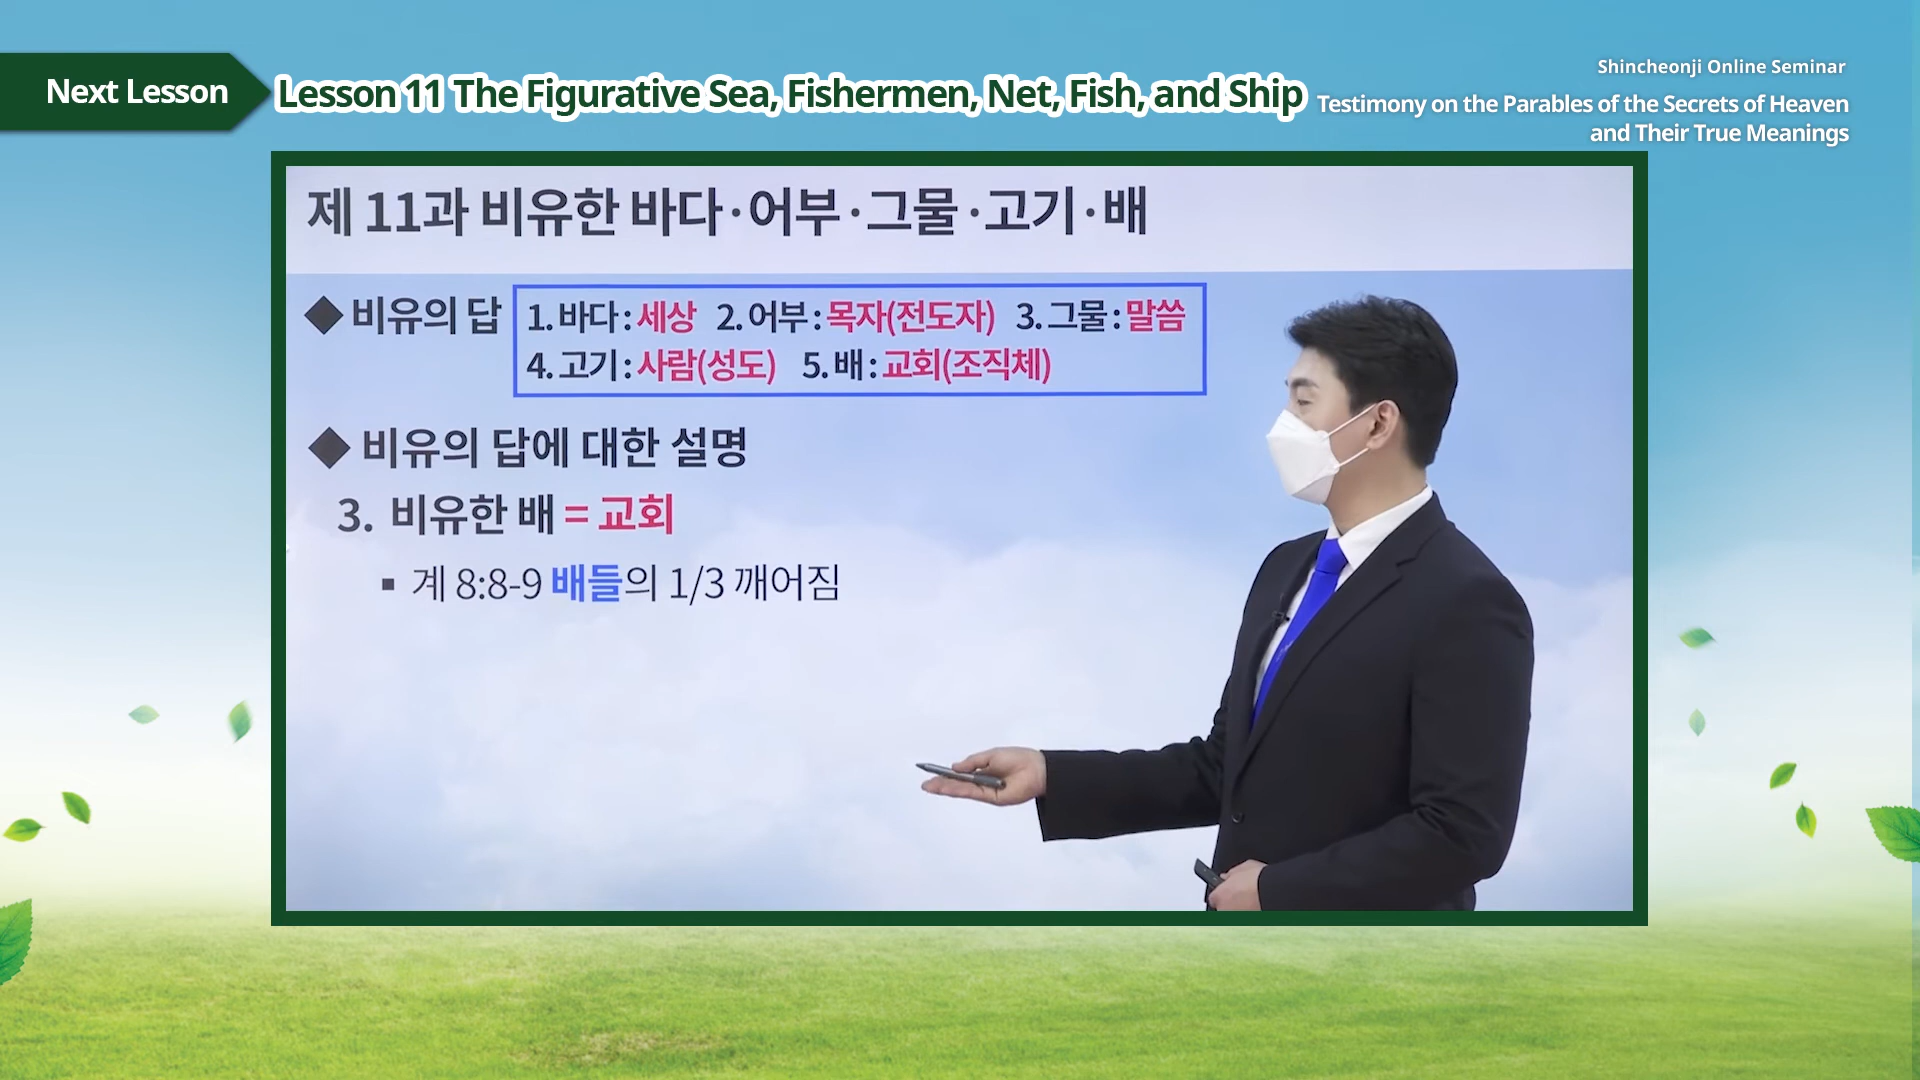 Next Lesson
Lesson 11 The Figurative Sea, Fishermen, Net, Fish, and Ship
Shincheonji Online Seminar
Testimony on the Parables of the Secrets of Heaven
and Their True Meanings
제 11과 비유한 바다·어부·그물·고기·배
◆ 비유의 답
1. 바다 : 세상 2. 어부 : 목자(전도자) 3. 그물 : 말씀
4. 고기 : 사람(성도) 5. 배 : 교회(조직체)
◆ 비유의 답에 대한 설명
3. 비유한 배 = 교회
▪ 계 8:8-9 배들의 1/3 깨어짐